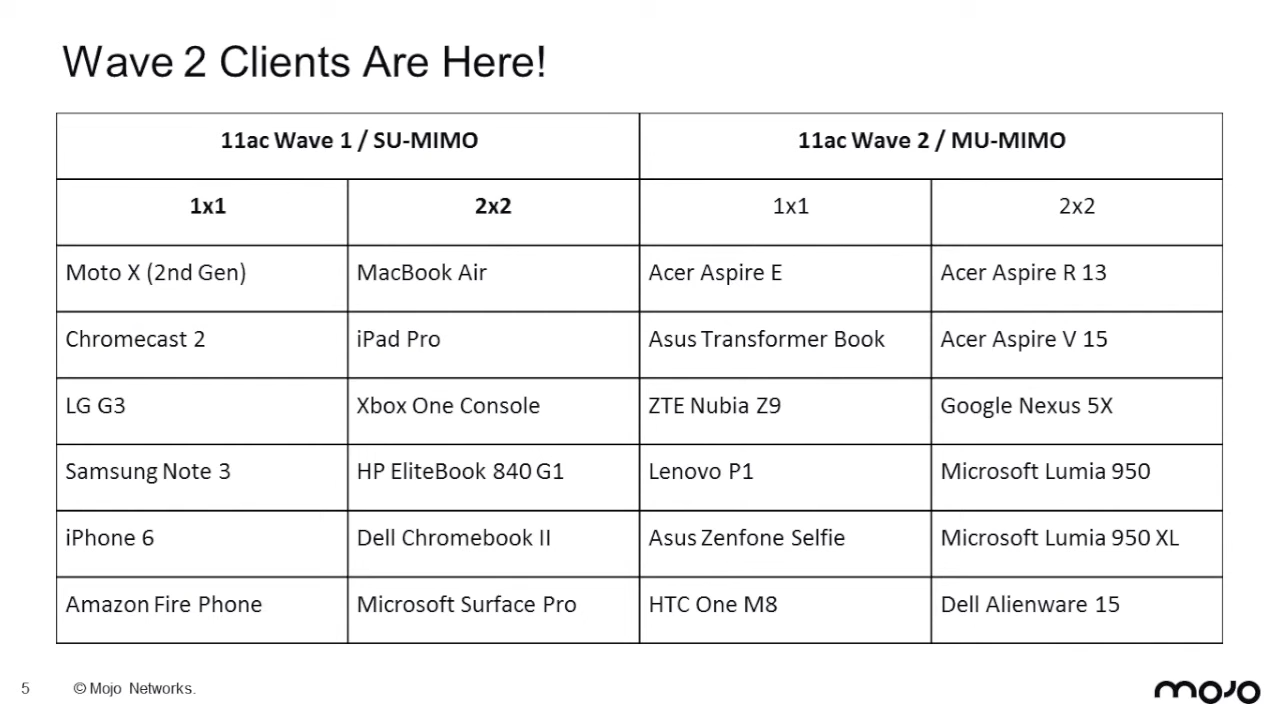 Wave 2 Clients Are Here!
11ac Wave 1 / SU-MIMO 11ac Wave 2 / MU-MIMO
1x1 2x2 1x1 2x2
Moto X (2nd Gen) MacBook Air Acer Aspire E Acer Aspire R 13
Chromecast 2 iPad Pro Asus Transformer Book Acer Aspire V 15
LG G3 Xbox One Console ZTE Nubia Z9 Google Nexus 5X
Samsung Note 3 HP EliteBook 840 G1 Lenovo P1 Microsoft Lumia 950
iPhone 6 Dell Chromebook II Asus Zenfone Selfie Microsoft Lumia 950 XL
Amazon Fire Phone Microsoft Surface Pro HTC One M8 Dell Alienware 15
5 © Mojo Networks. mojo